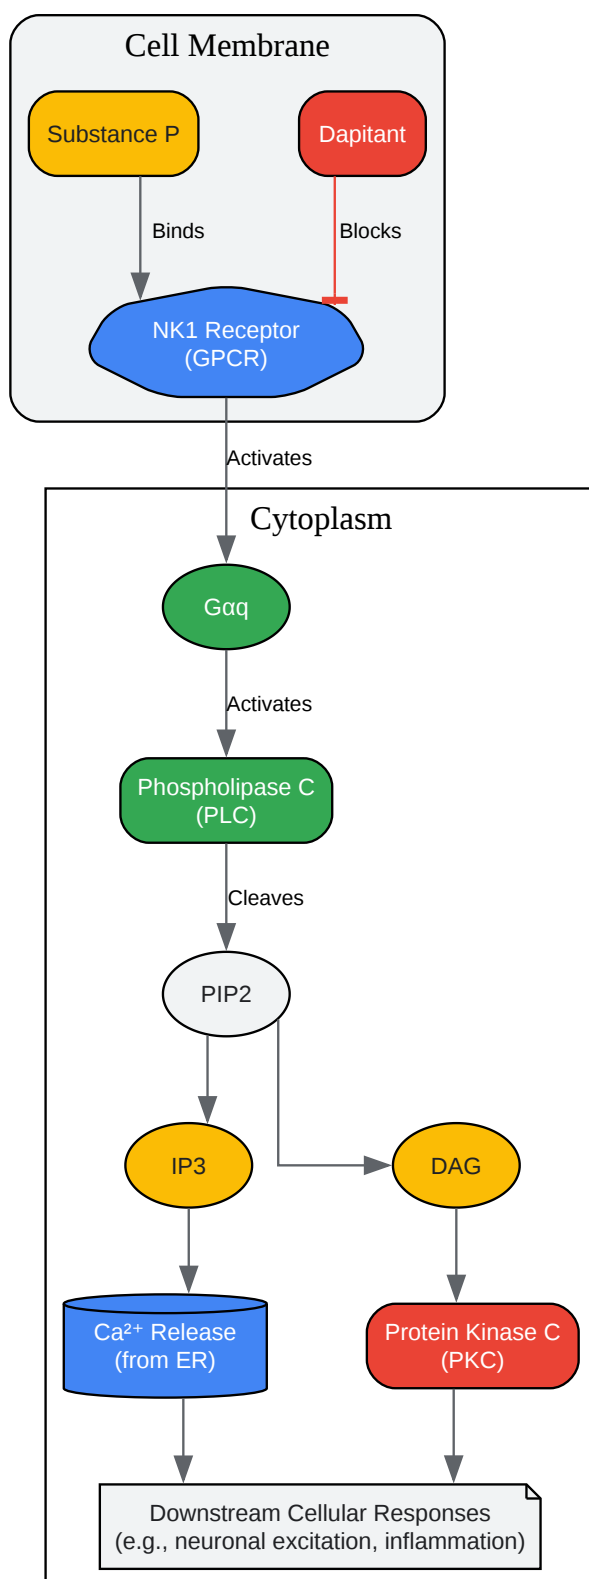 Cell Membrane
Substance P
Dapitant
Binds
Blocks
NK1 Receptor
(GPCR)
Activates
Cytoplasm
Gαq
Activates
Phospholipase C
(PLC)
Cleaves
PIP2
IP3
DAG
Ca²⁺ Release
(from ER)
Protein Kinase C
(PKC)
Downstream Cellular Responses
(e.g., neuronal excitation, inflammation)